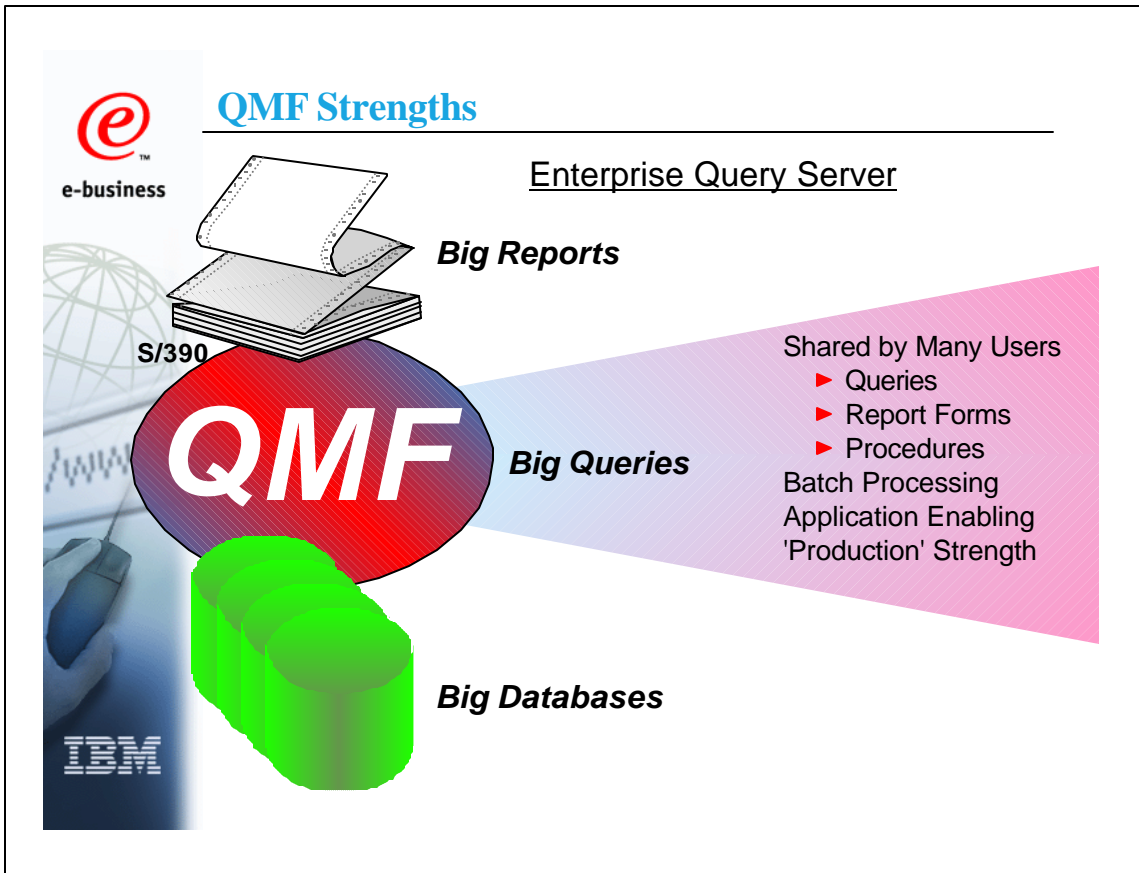 QMF Strengths
e
TM
e-business
Enterprise Query Server
Big Reports
S/390
QMF
Big Queries
Shared by Many Users
Queries
Report Forms
Procedures
Batch Processing
Application Enabling
'Production' Strength
Big Databases
IBM